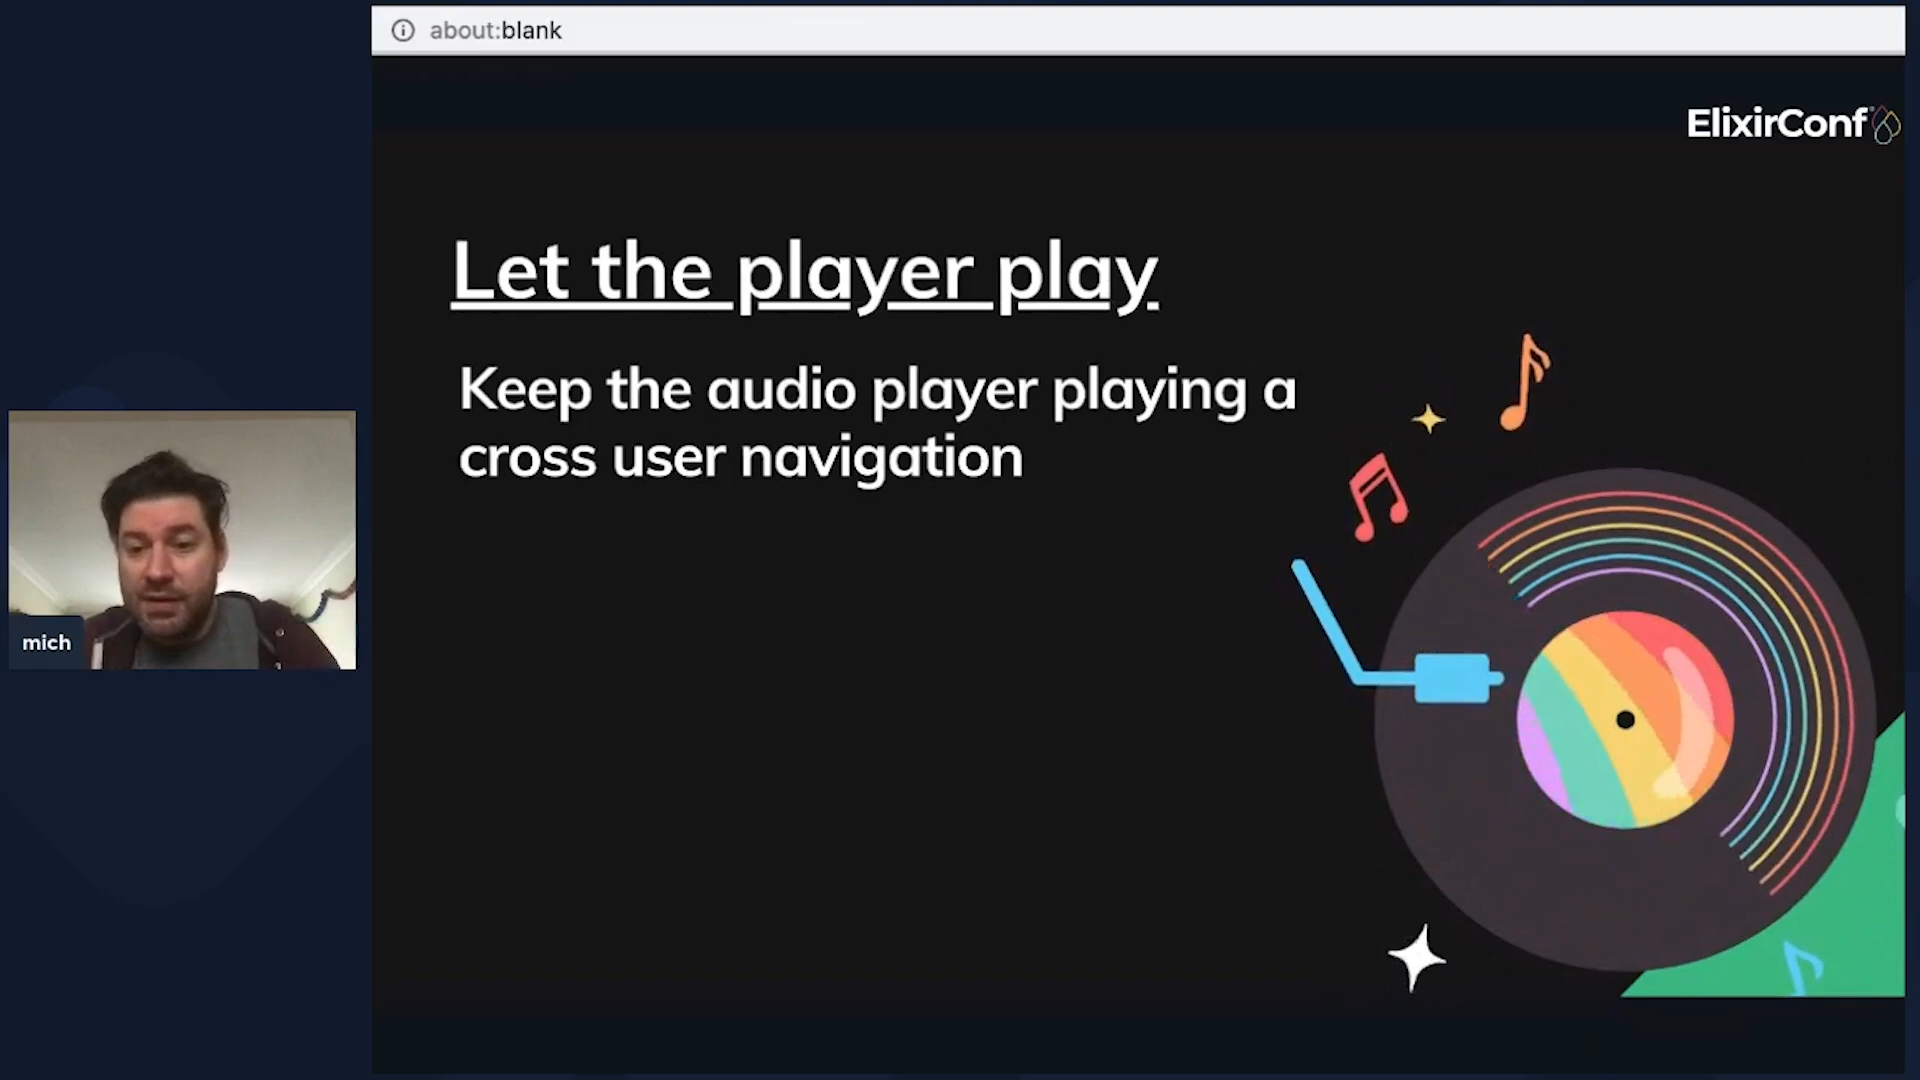 about:blank
ElixirConf
Let the player play
Keep the audio player playing a
cross user navigation
mich